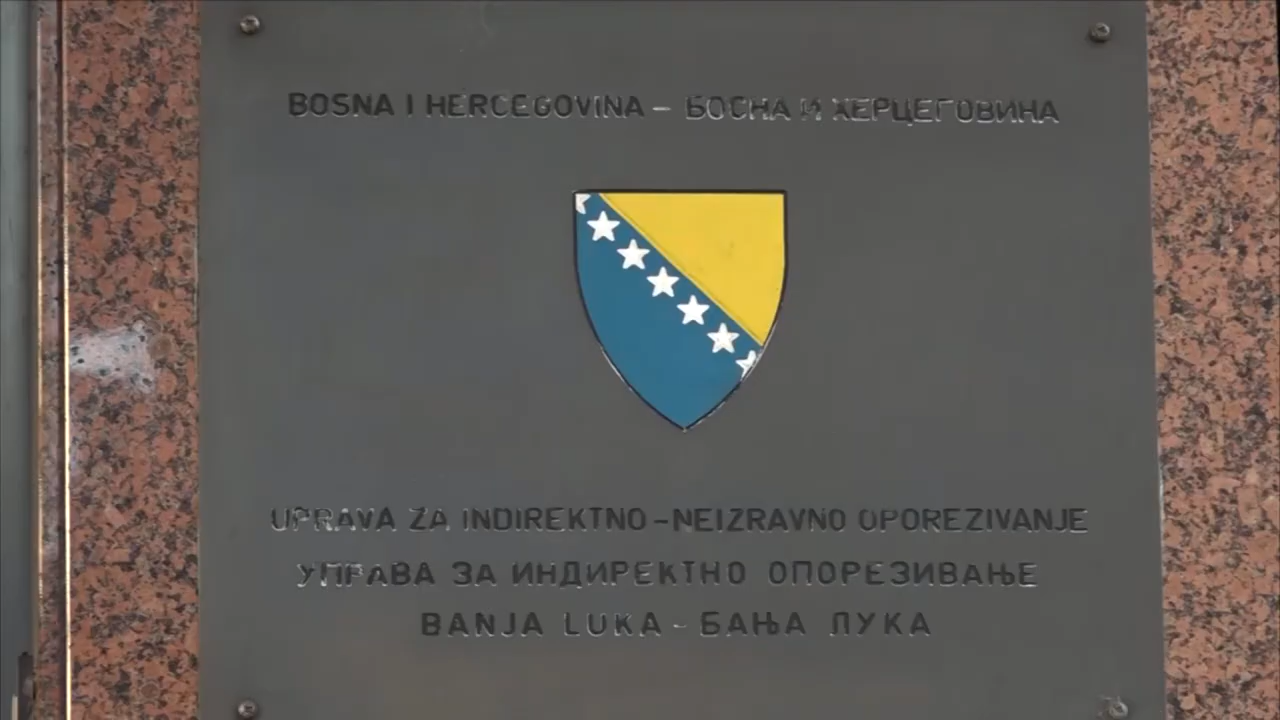 BOSNA I HERCEGOVINA – БОСНА И ХЕРЦЕГОВИНА
UPRAVA ZA INDIREKTNO-NEIZRAVNO OPOREZIVANJE
УПРАВА ЗА ИНДИРЕКТНО ОПОРЕЗИВАЊЕ
BANJA LUKA - БАЊА ЛУКА